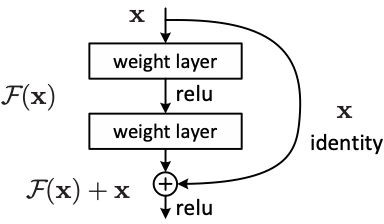 x
weight layer
relu
F(x)
weight layer
x
identity
F(x) + x
relu